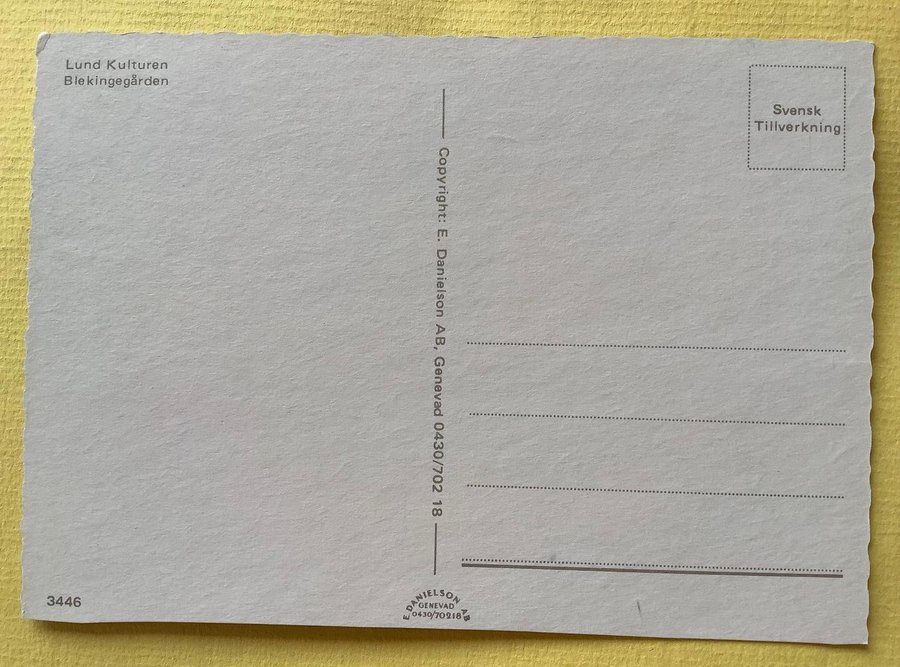 Lund Kulturen
Blekingegården
Svensk
Tillverkning
Copyright: E. Danielson AB, Genevad 0430/702 18
3446
E. DANIELSON AB
GENEVAD
0430/70218